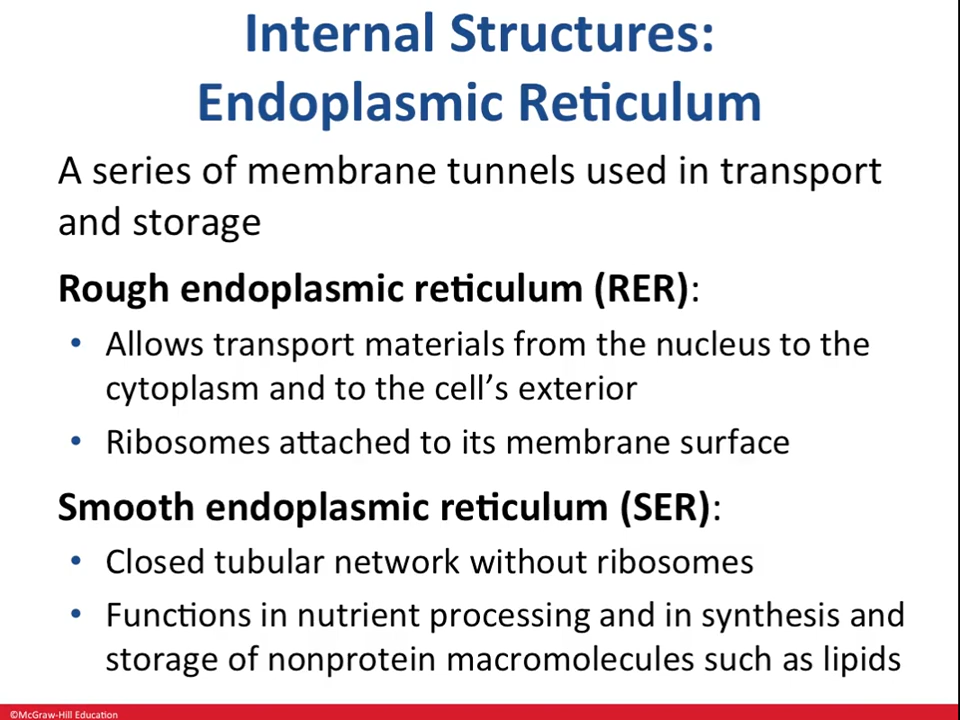 Internal Structures:
Endoplasmic Reticulum
A series of membrane tunnels used in transport
and storage
Rough endoplasmic reticulum (RER):
• Allows transport materials from the nucleus to the
cytoplasm and to the cell’s exterior
• Ribosomes attached to its membrane surface
Smooth endoplasmic reticulum (SER):
• Closed tubular network without ribosomes
• Functions in nutrient processing and in synthesis and
storage of nonprotein macromolecules such as lipids
©McGraw-Hill Education